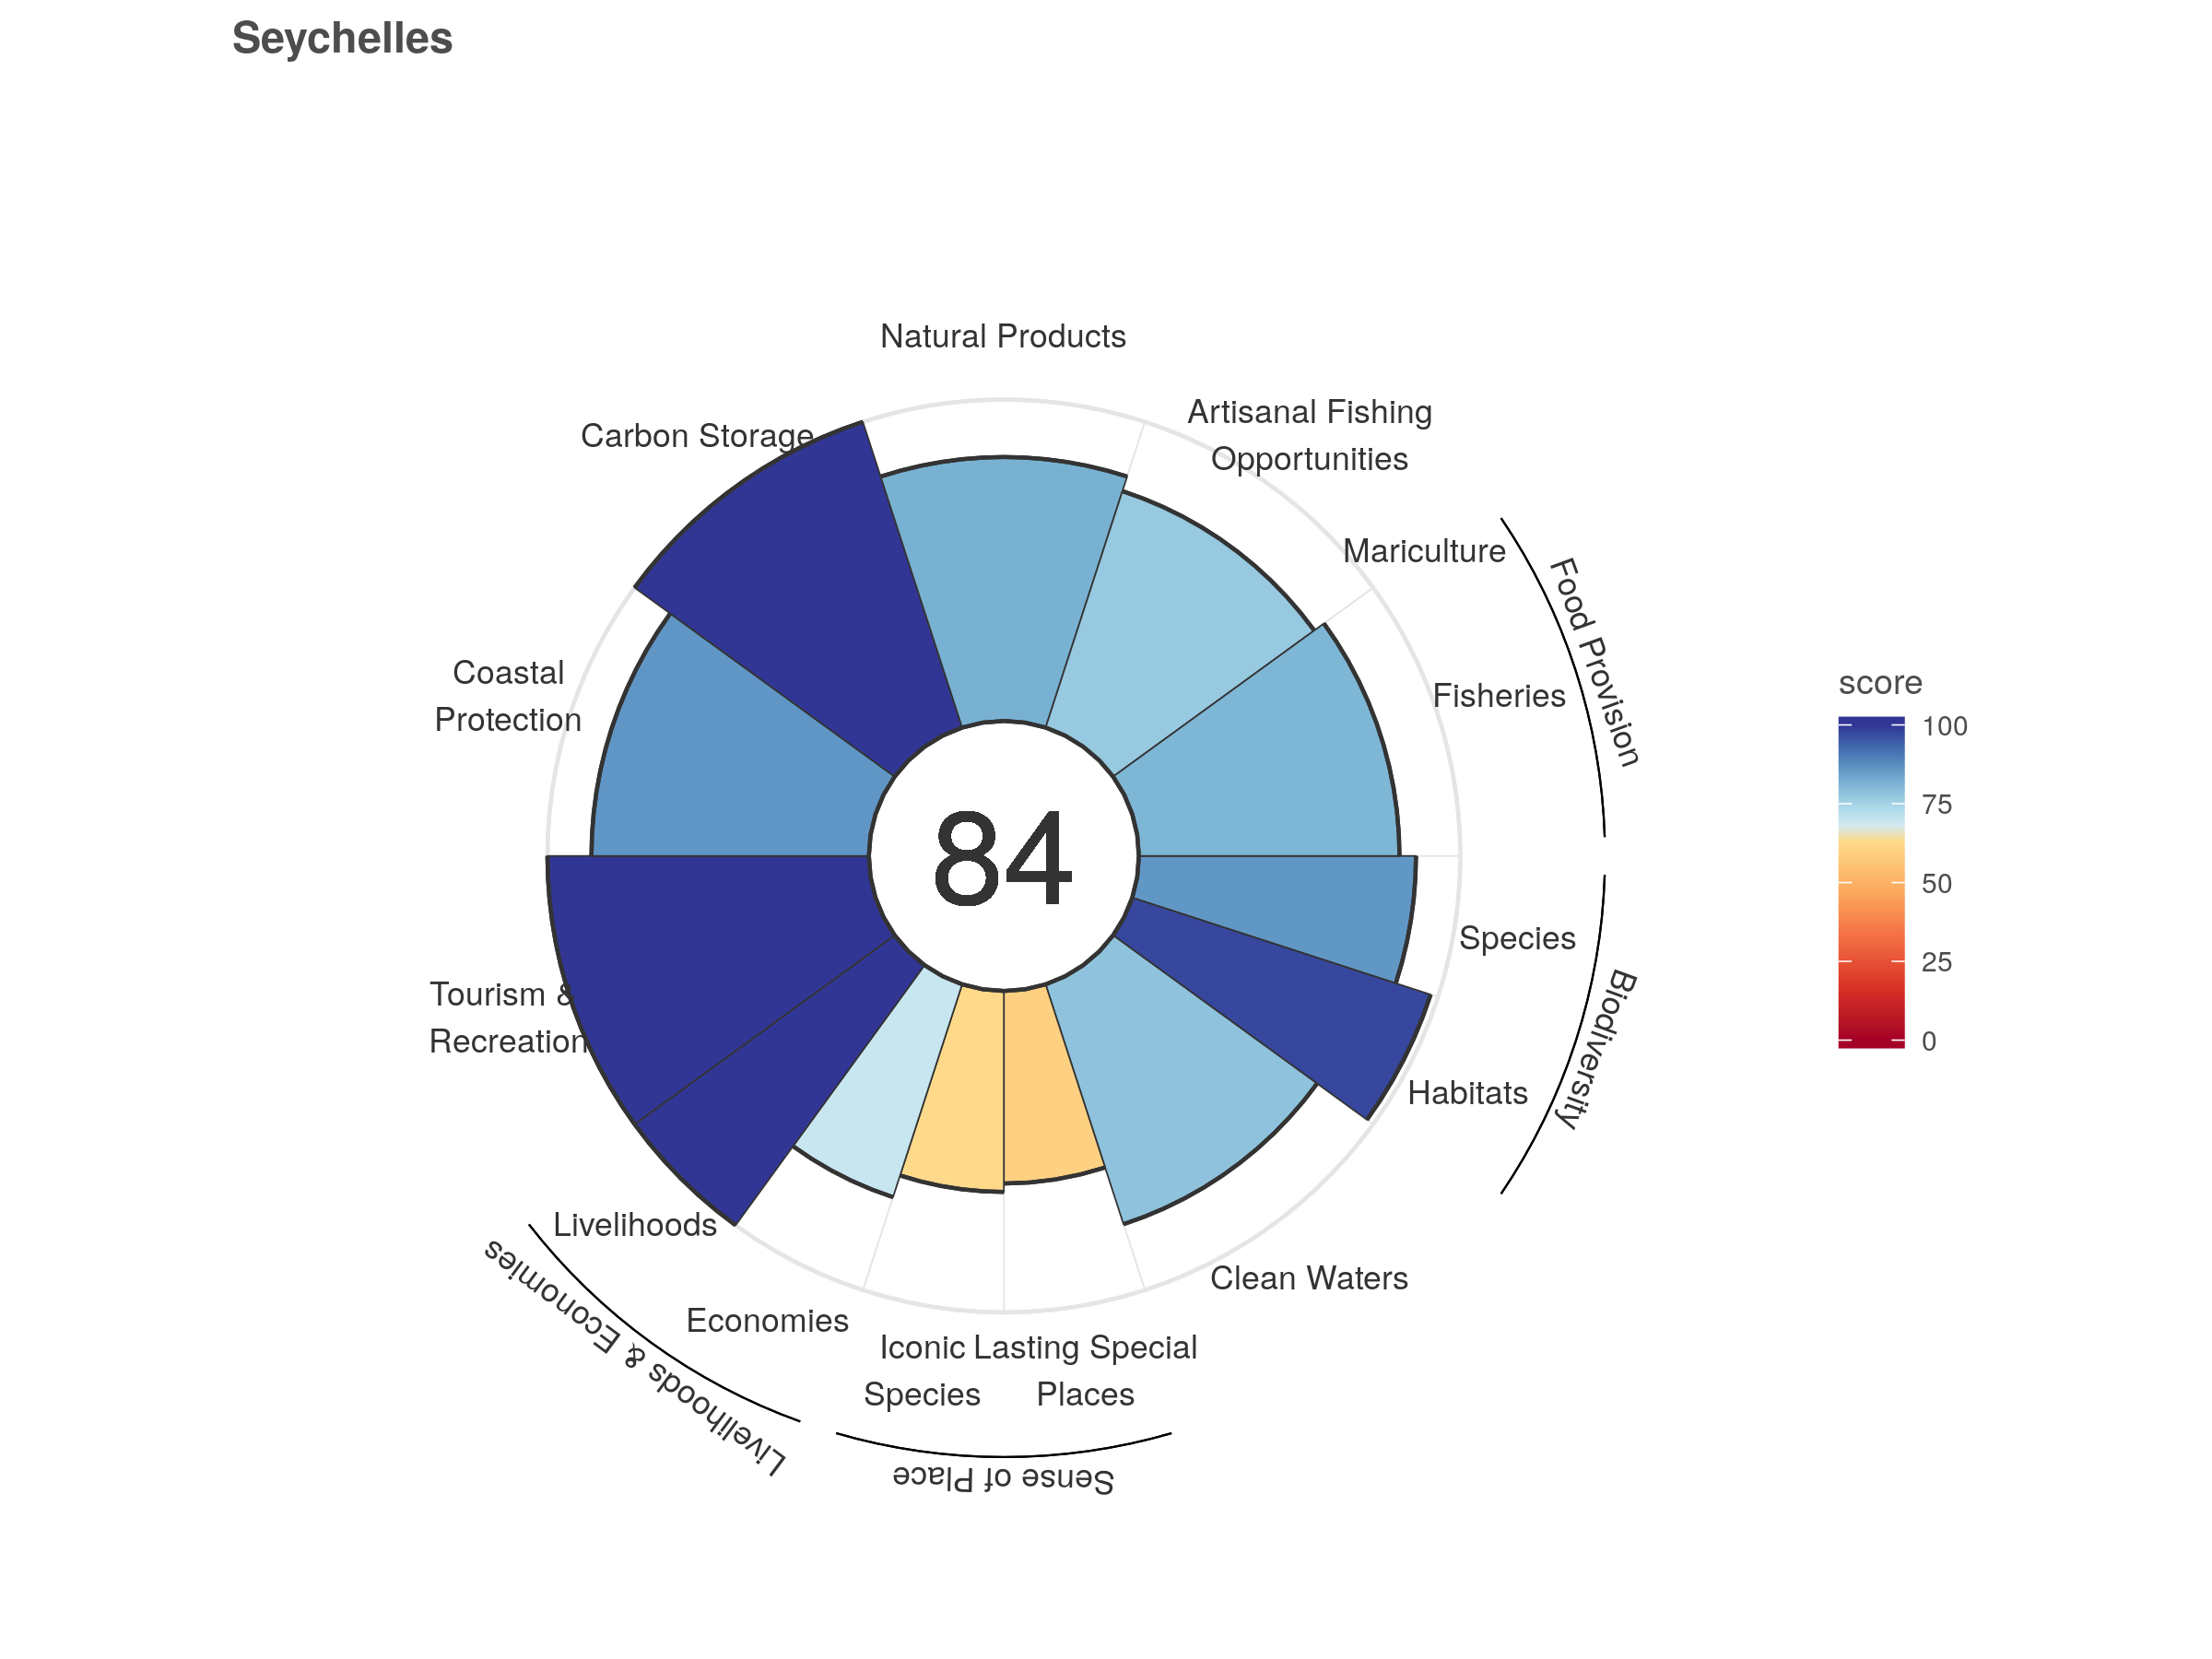 Seychelles
Natural Products
Artisanal Fishing
Opportunities
Carbon Storage
Mariculture
Food Provision
Fisheries
Coastal
Protection
score
100
75
50
25
0
84
Species
Biodiversity
Tourism &
Recreation
Habitats
Livelihoods
Clean Waters
Economies
Livelihoods & Economies
Iconic
Species
Lasting Special
Places
Sense of Place